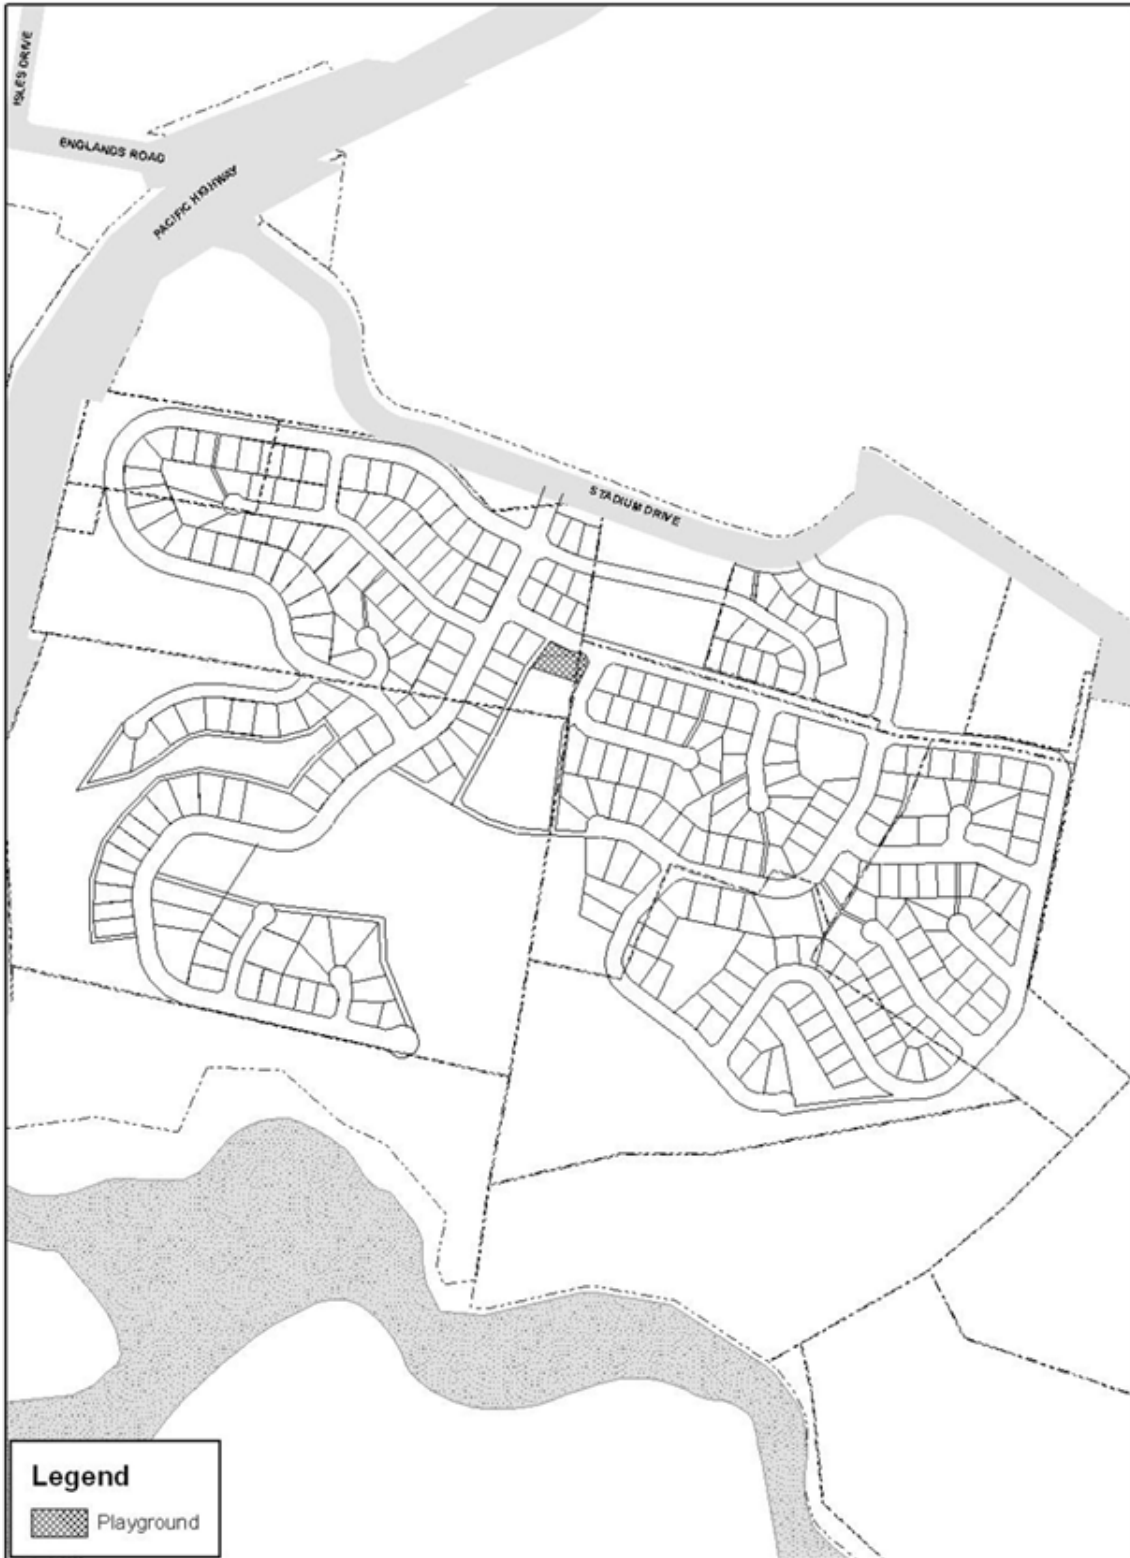 ISLES DRIVE
ENGLANDS ROAD
PACIFIC HIGHWAY
STADIUM DRIVE
Legend
Playground